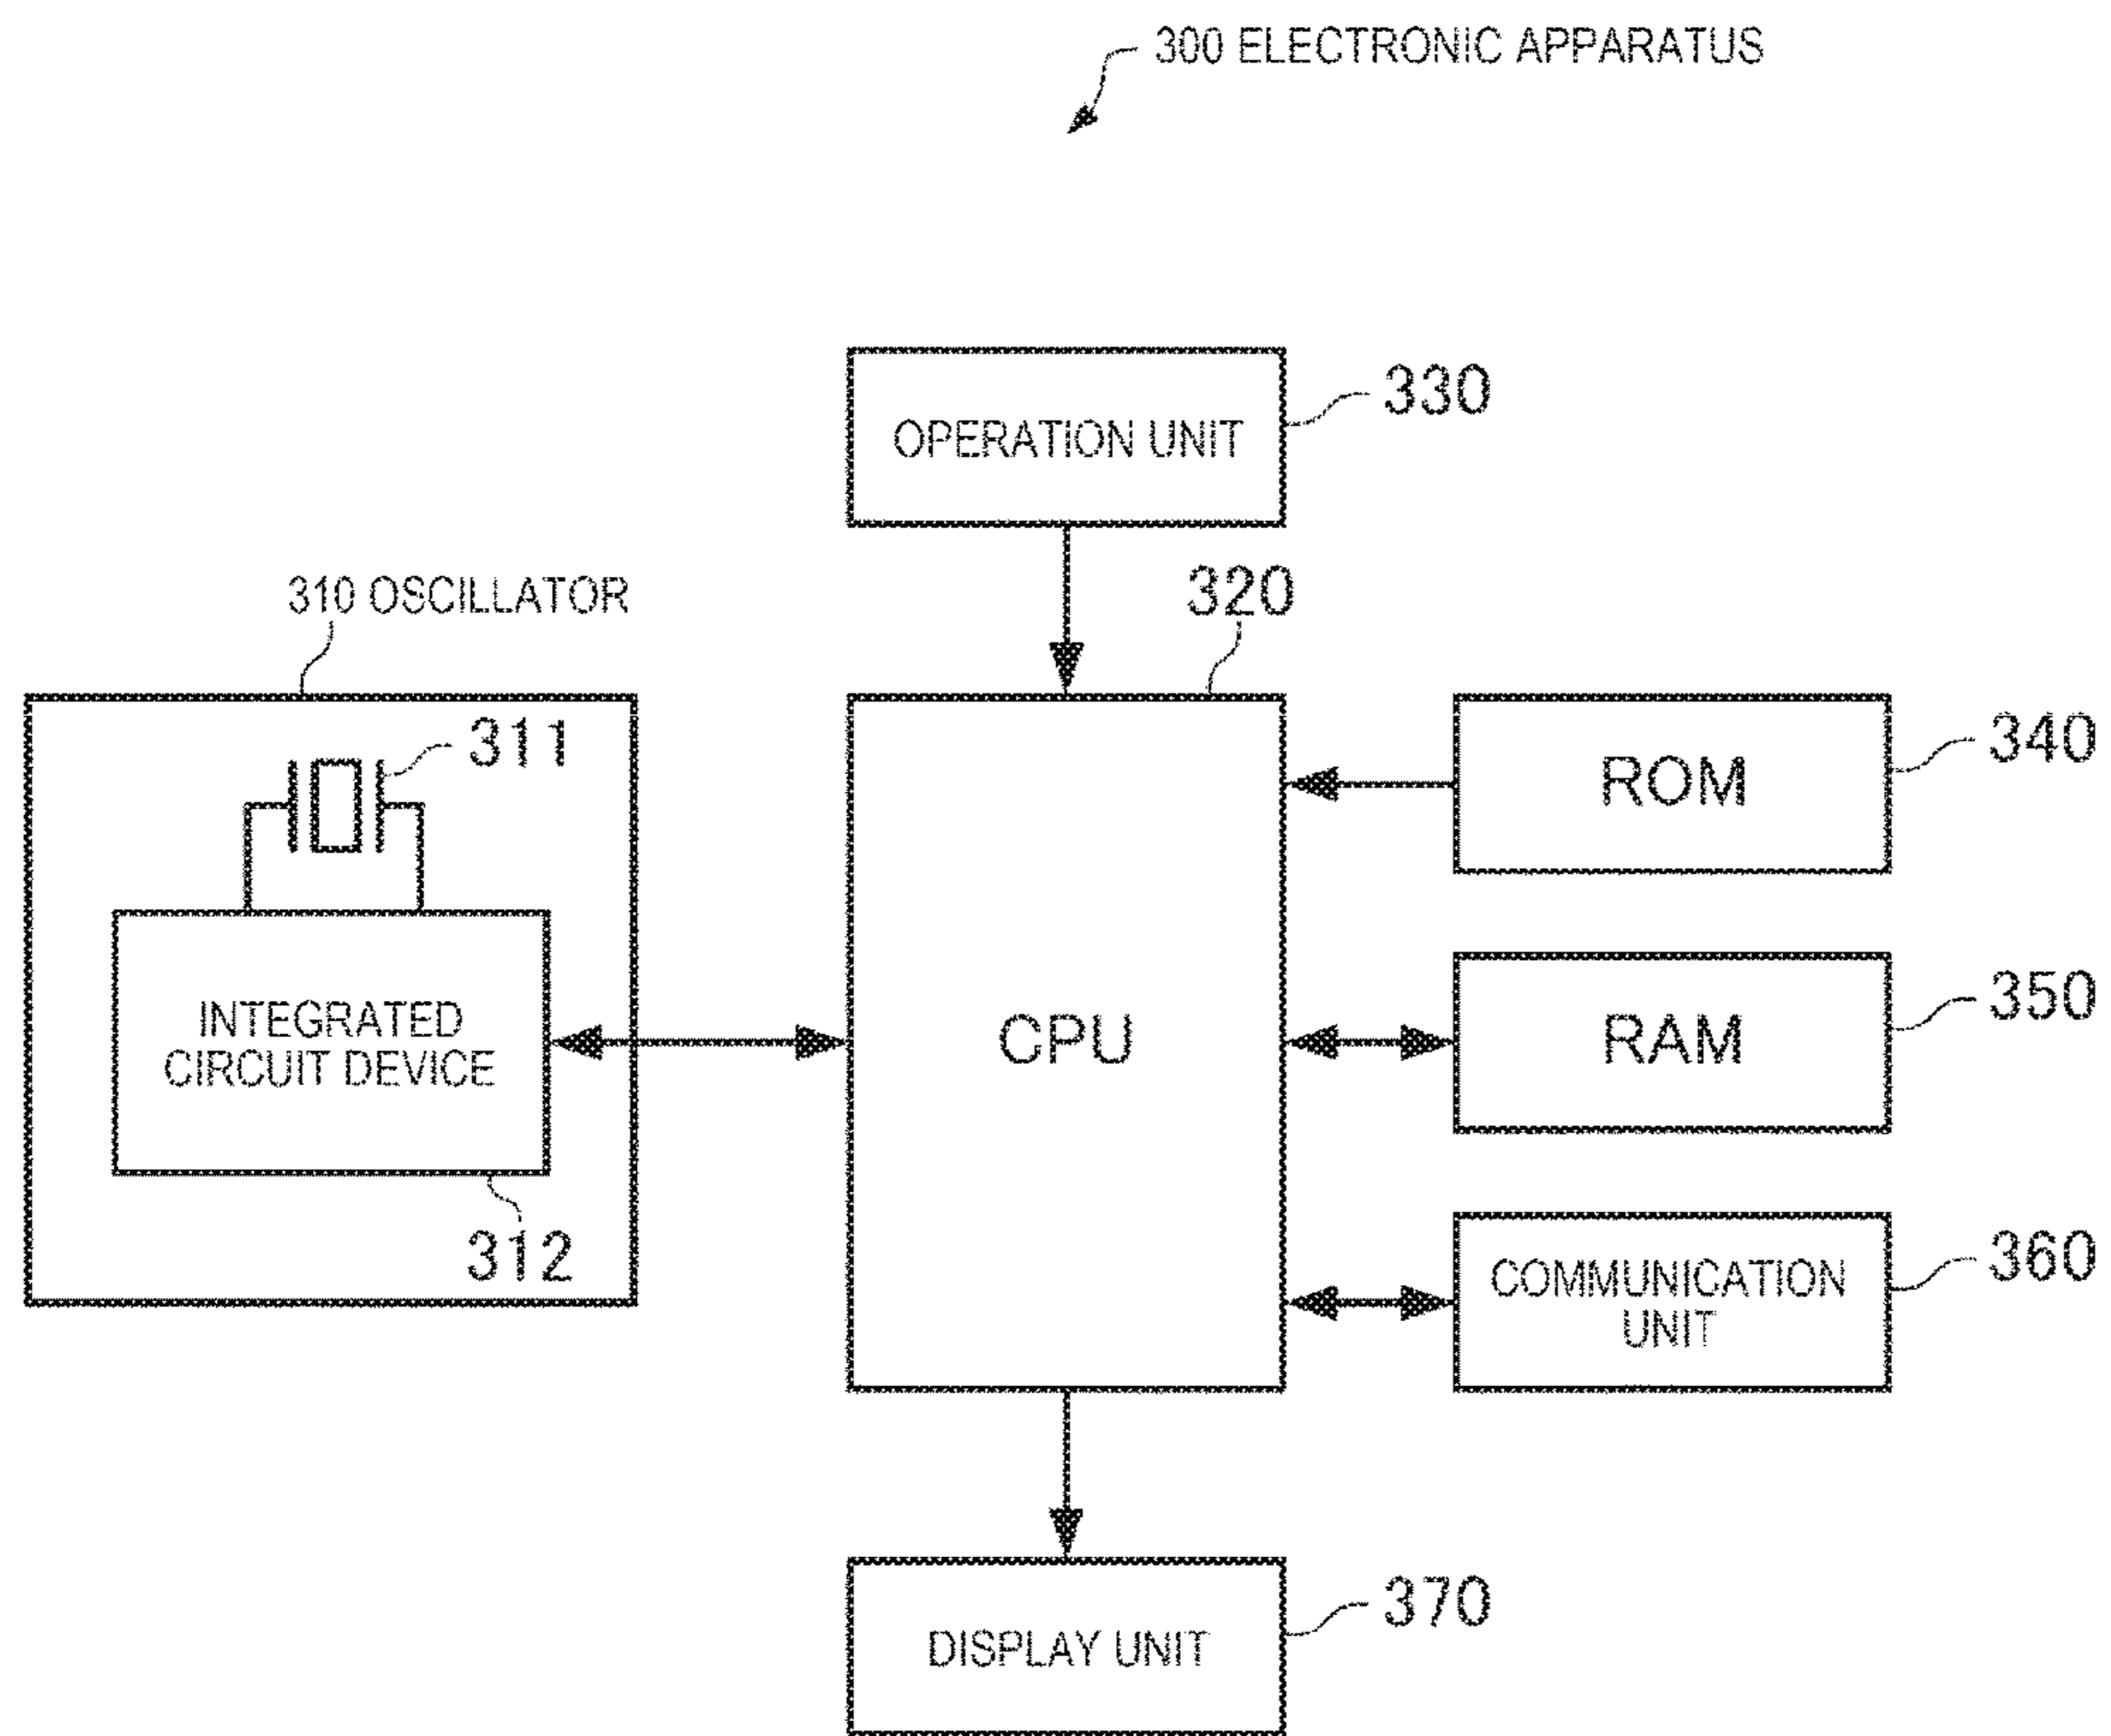 300 ELECTRONIC APPARATUS
330
OPERATION UNIT
310 OSCILLATOR
320
311
340
ROM
350
INTEGRATED
CIRCUIT DEVICE
CPU
RAM
312
360
COMMUNICATION
UNIT
370
DISPLAY UNIT